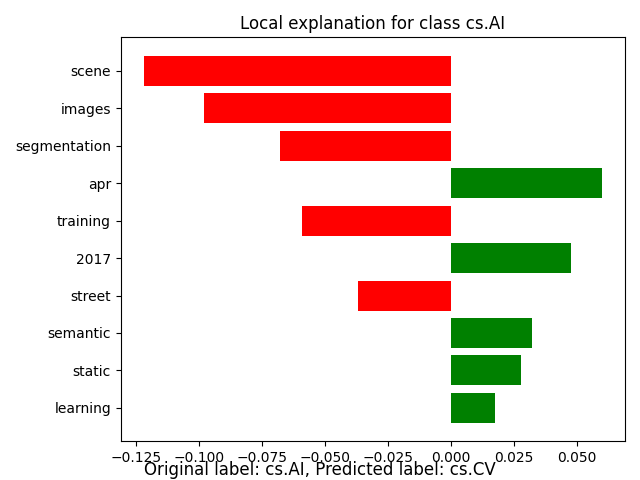 Local explanation for class cs.AI
scene
images
segmentation
apr
training
2017
street
semantic
static
learning
−0.125 −0.100 −0.075 −0.050 −0.025 0.000 0.025 0.050
Original label: cs.AI, Predicted label: cs.CV